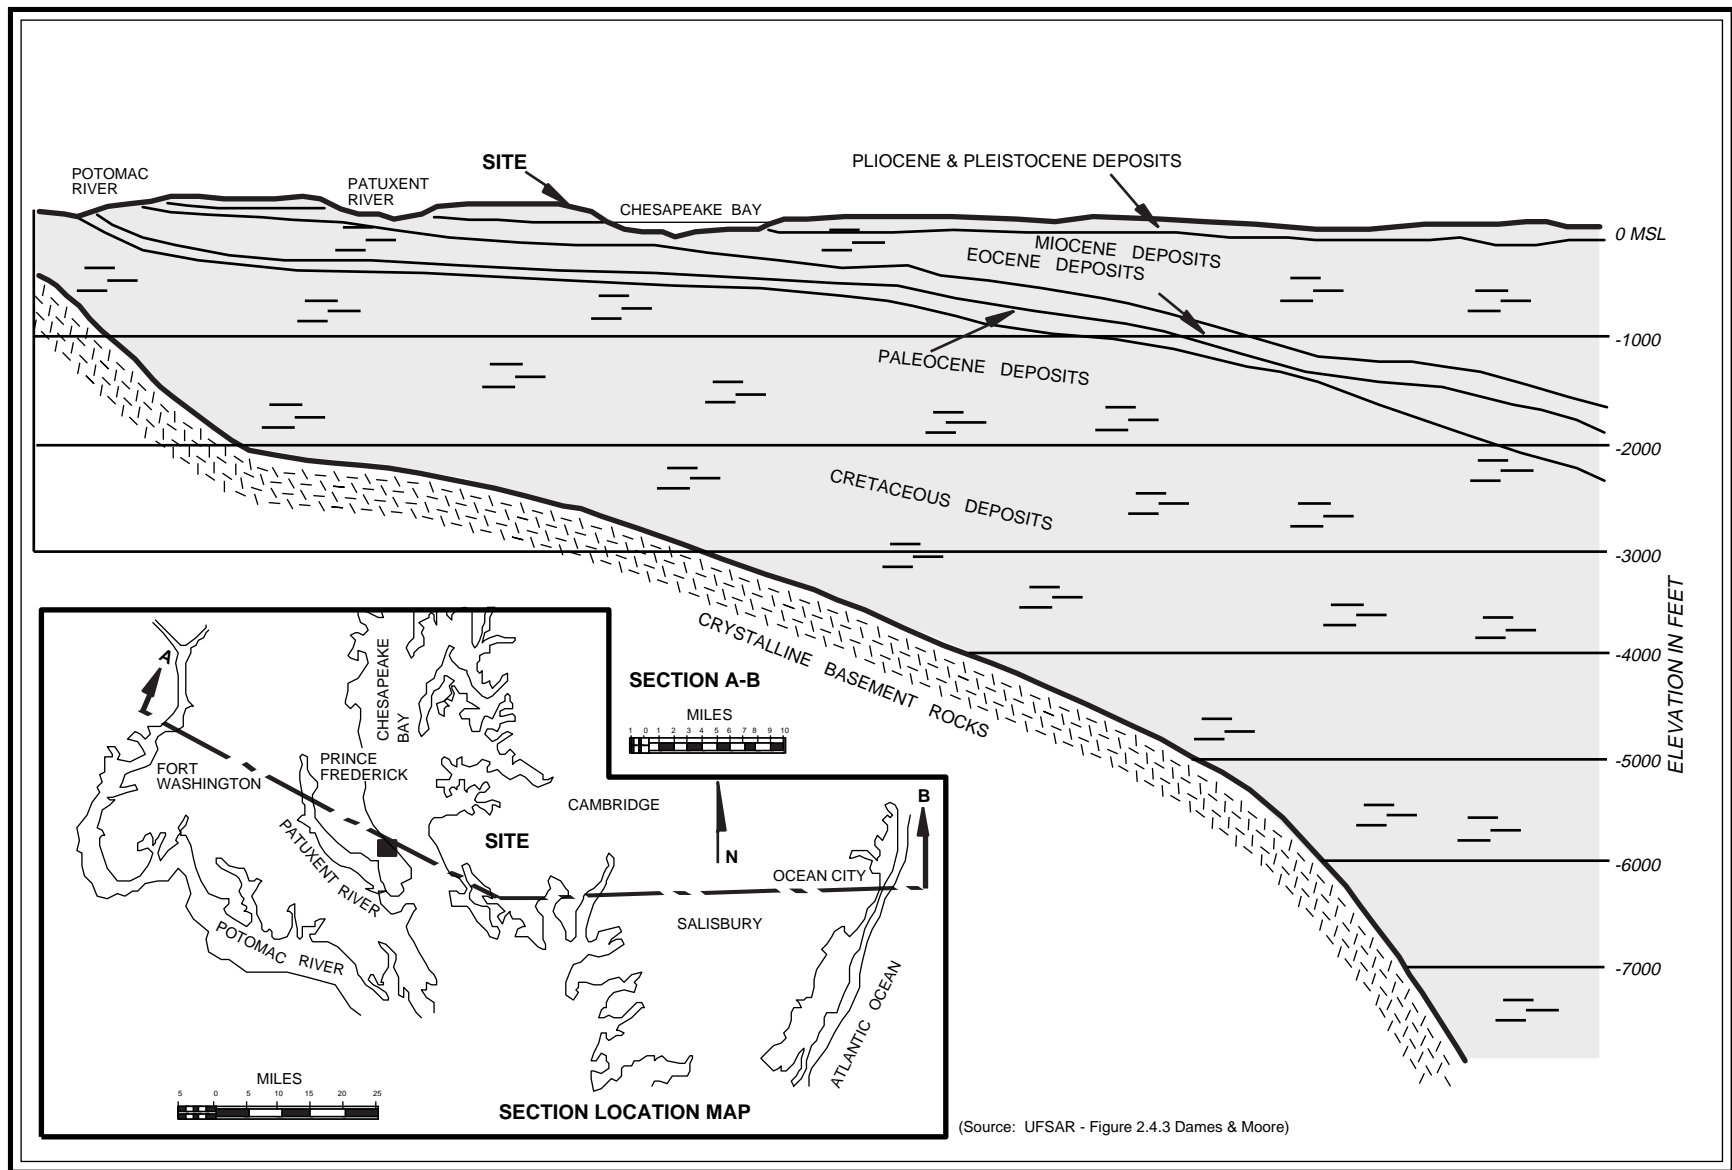 POTOMAC
RIVER
PATUXENT
RIVER
SITE
CHESAPEAKE BAY
PLIOCENE & PLEISTOCENE DEPOSITS
MIOCENE DEPOSITS
EOCENE DEPOSITS
PALEOCENE DEPOSITS
CRETACEOUS DEPOSITS
CRYSTALLINE BASEMENT ROCKS
0 MSL
-1000
-2000
-3000
-4000
-5000
-6000
-7000
ELEVATION IN FEET
SECTION A-B
MILES
1 0 1 2 3 4 5 6 7 8 9 10
A
FORT
WASHINGTON
PRINCE
FREDERICK
CHESAPEAKE
BAY
CAMBRIDGE
SITE
PATUXENT RIVER
POTOMAC RIVER
N
B
OCEAN CITY
SALISBURY
ATLANTIC OCEAN
MILES
5 0 5 10 15 20 25
SECTION LOCATION MAP
(Source: UFSAR - Figure 2.4.3 Dames & Moore)